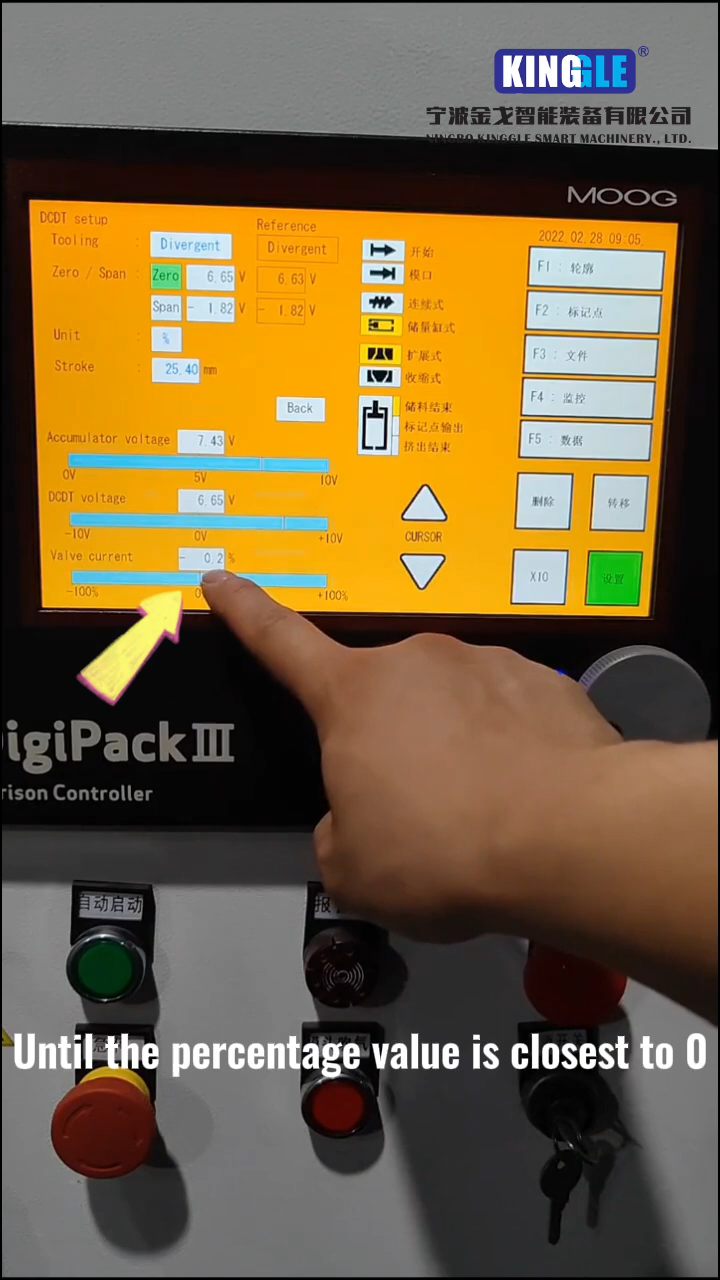 KINGGLE®
宁波金戈智能装备有限公司
NINGBO KINGGLE SMART MACHINERY., LTD.
MOOG
DCDT setup
Reference
2022.02.28 09:05
Tooling : Divergent Divergent
Zero / Span : Zero 6.65 V 6.63 V
Span - 1.82 V - 1.82 V
Unit : %
Stroke : 25.40 mm
Back
Accumulator voltage 7.43 V
0V 5V 10V
DCDT voltage 6.65 V
-10V 0V +10V
Valve current - 0.2 %
-100% 0 +100%
开始
模口
连续式
储量缸式
扩展式
收缩式
储料结束
标记点输出
挤出结束
CURSOR
F1 : 轮廓
F2 : 标记点
F3 : 文件
F4 : 监控
F5 : 数据
删除 转移
X10 设置
igiPack III
rison Controller
自动启动
报
Until the percentage value is closest to 0